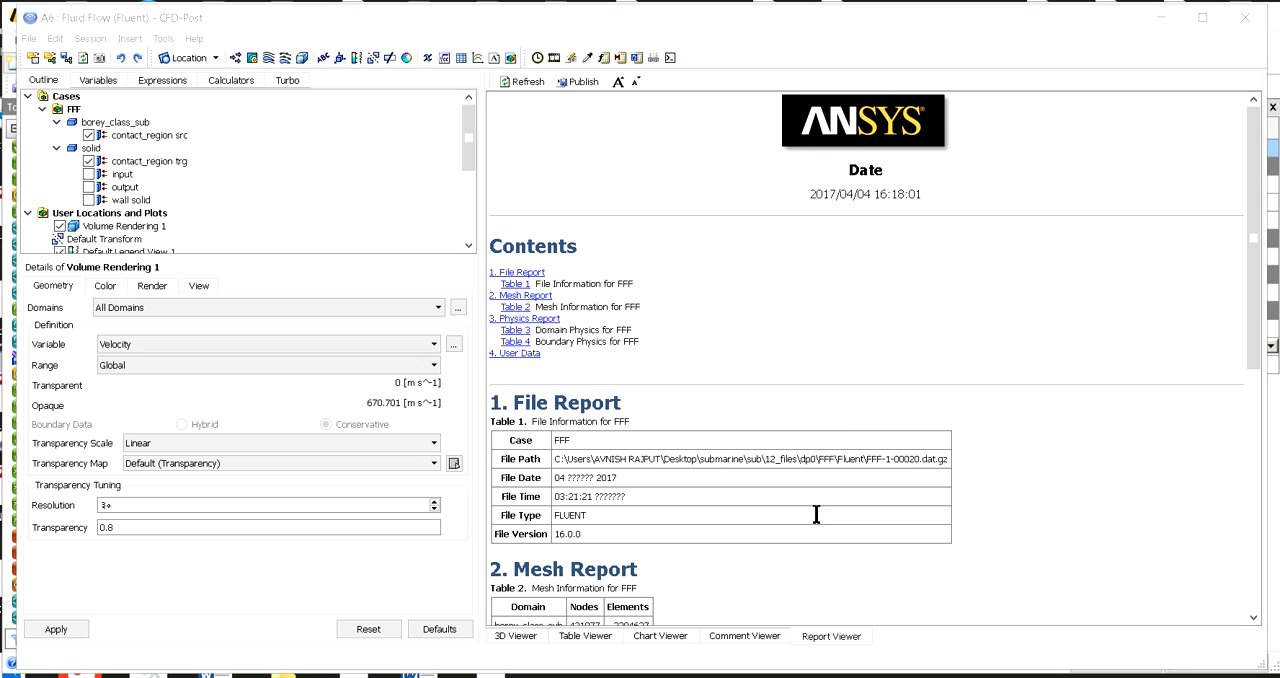 A6 : Fluid Flow (Fluent) - CFD-Post
File Edit Session Insert Tools Help
Location
Outline Variables Expressions Calculators Turbo
Refresh Publish
Cases
FFF
borey_class_sub
contact_region src
solid
contact_region trg
input
output
wall solid
User Locations and Plots
Volume Rendering 1
Default Transform
Default Legend View 1
Details of Volume Rendering 1
Geometry Color Render View
Domains All Domains ...
Definition
Variable Velocity ...
Range Global
Transparent 0 [m s^-1]
Opaque 670.701 [m s^-1]
Boundary Data Hybrid Conservative
Transparency Scale Linear
Transparency Map Default (Transparency)
Transparency Tuning
Resolution ३०
Transparency 0.8
Apply Reset Defaults
ANSYS®
Date
2017/04/04 16:18:01
Contents
1. File Report
Table 1 File Information for FFF
2. Mesh Report
Table 2 Mesh Information for FFF
3. Physics Report
Table 3 Domain Physics for FFF
Table 4 Boundary Physics for FFF
4. User Data
1. File Report
Table 1. File Information for FFF
Case FFF
File Path C:\Users\AVNISH RAJPUT\Desktop\submarine\sub\12_files\dp0\FFF\Fluent\FFF-1-00020.dat.gz
File Date 04 ?????? 2017
File Time 03:21:21 ???????
File Type FLUENT
File Version 16.0.0
2. Mesh Report
Table 2. Mesh Information for FFF
Domain Nodes Elements
3D Viewer Table Viewer Chart Viewer Comment Viewer Report Viewer